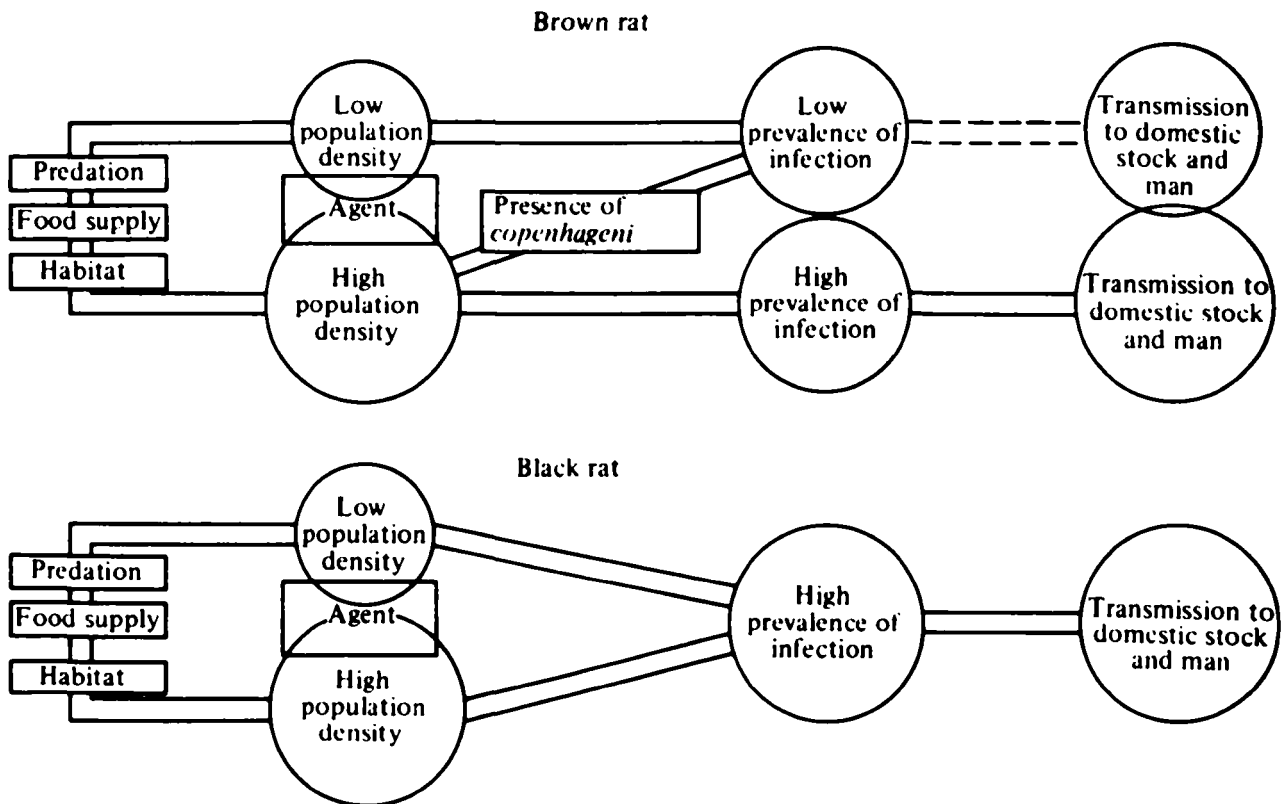 Brown rat
Low
population
density
Low
prevalence of
infection
Transmission
to domestic
stock and
man
Predation
Food supply
Habitat
Agent
Presence of
copenhageni
High
population
density
High
prevalence of
infection
Transmission to
domestic stock
and man
Black rat
Low
population
density
Predation
Food supply
Habitat
Agent
High
population
density
High
prevalence of
infection
Transmission to
domestic stock
and man